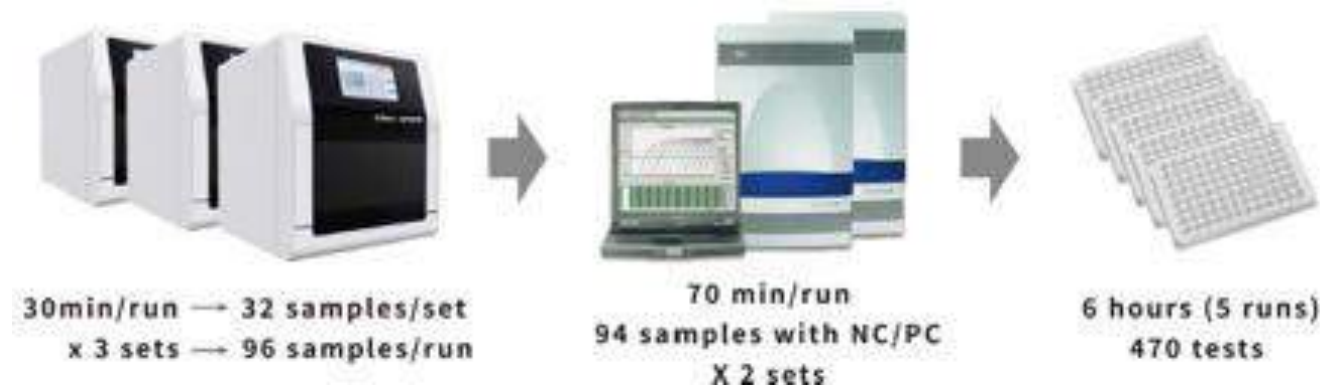 30min/run → 32 samples/set
x 3 sets → 96 samples/run
70 min/run
94 samples with NC/PC
X 2 sets
6 hours (5 runs)
470 tests